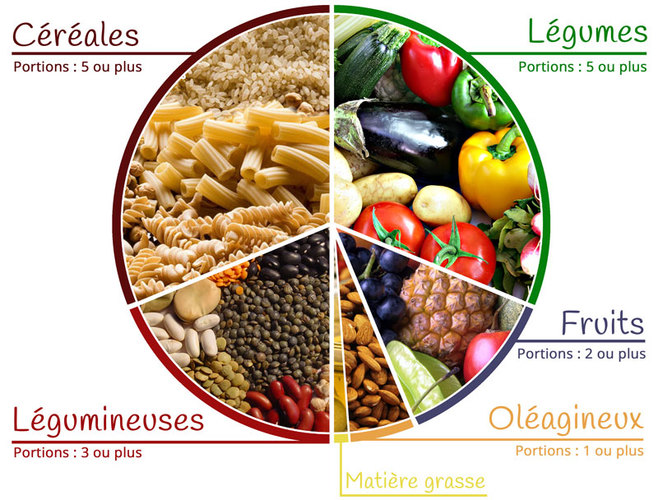 Céréales
Portions : 5 ou plus
Légumes
Portions : 5 ou plus
Fruits
Portions : 2 ou plus
Légumineuses
Portions : 3 ou plus
Oléagineux
Portions : 1 ou plus
Matière grasse